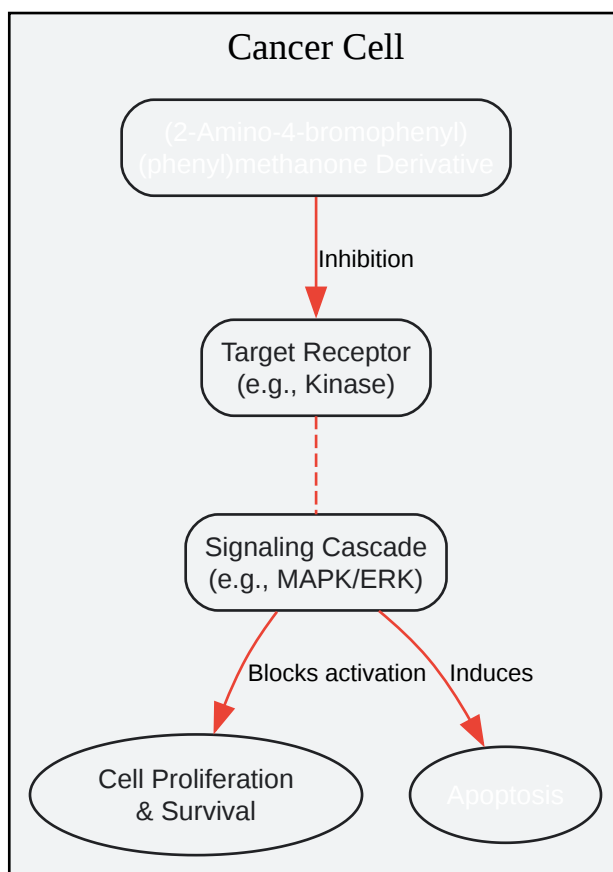 Cancer Cell
(2-Amino-4-bromophenyl)
(phenyl)methanone Derivative
Inhibition
Target Receptor
(e.g., Kinase)
Signaling Cascade
(e.g., MAPK/ERK)
Blocks activation
Induces
Cell Proliferation
& Survival
Apoptosis